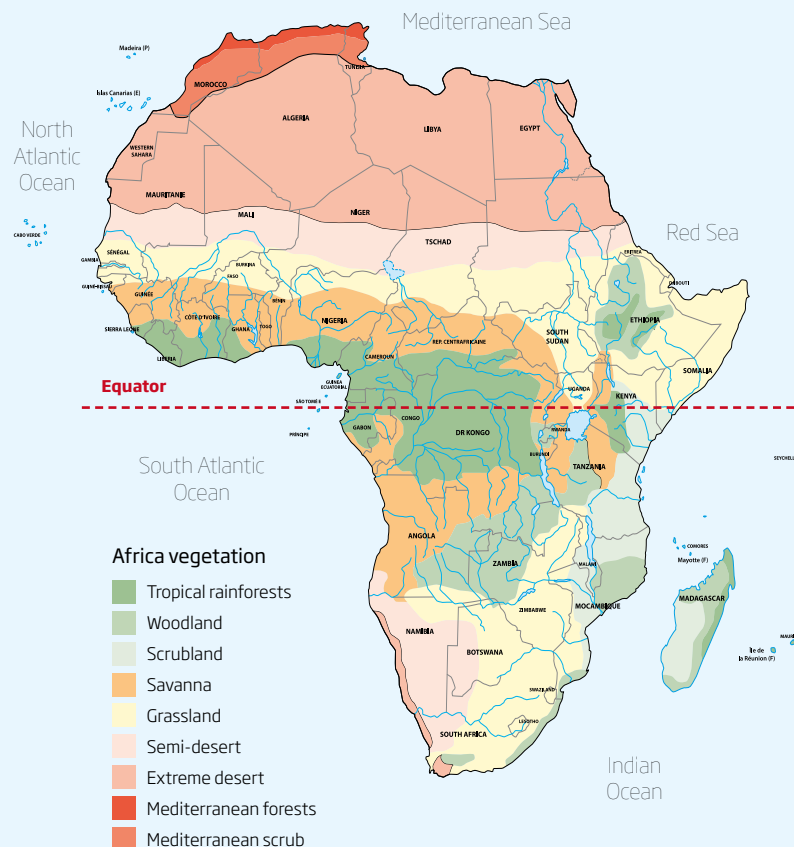 Mediterranean Sea
Madeira (P)
TUNISIA
MOROCCO
Islas Canarias (E)
North
Atlantic
Ocean
ALGERIA
LIBYA
EGYPT
WESTERN
SAHARA
MAURITANIE
MALI
NIGER
CABO VERDE
TSCHAD
Red Sea
SÉNÉGAL
ERITREA
GAMBIA
BURKINA
FASO
DJIBOUTI
GUINÉ-BISSAU
GUINÉE
BENIN
CÔTE D'IVOIRE
NIGERIA
ETHIOPIA
SIERRA LEONE
GHANA
TOGO
SOUTH
SUDAN
REP. CENTRAFRICAINE
LIBERIA
CAMEROUN
SOMALIA
GUINEA
ECUATORIAL
UGANDA
Equator
KENYA
SÃO TOMÉ E
CONGO
PRÍNCIPE
GABON
DR KONGO
RWANDA
BURUNDI
SEYCHELL
South Atlantic
Ocean
TANZANIA
ANGOLA
COMORES
Mayotte (F)
ZAMBIA
MALAWI
MADAGASCAR
MOCAMBIQUE
ZIMBABWE
NAMIBIA
BOTSWANA
MAURI
Île de
la Réunion (F)
SWAZILAND
LESOTHO
SOUTH AFRICA
Indian
Ocean
Africa vegetation
Tropical rainforests
Woodland
Scrubland
Savanna
Grassland
Semi-desert
Extreme desert
Mediterranean forests
Mediterranean scrub